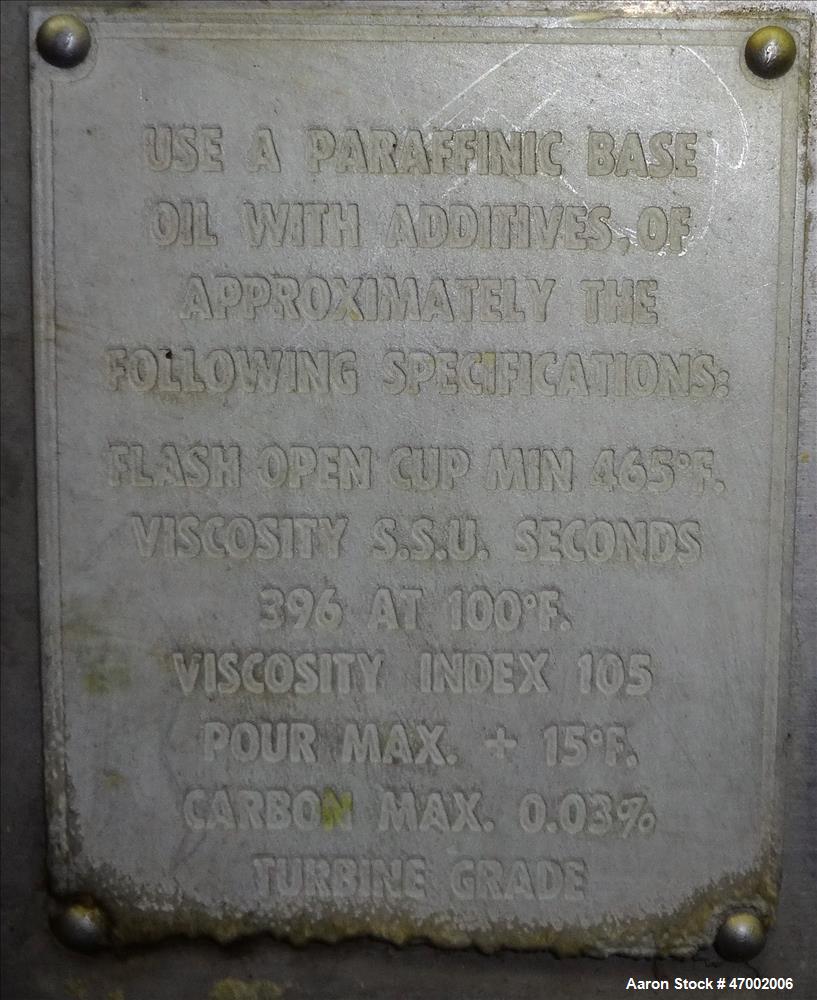 USE A PARAFFINIC BASE
OIL WITH ADDITIVES, OF
APPROXIMATELY THE
FOLLOWING SPECIFICATIONS:
FLASH OPEN CUP MIN 465°F.
VISCOSITY S.S.U. SECONDS
396 AT 100°F.
VISCOSITY INDEX 105
POUR MAX. + 15°F.
CARBON MAX. 0.03%
TURBINE GRADE
Aaron Stock # 47002006